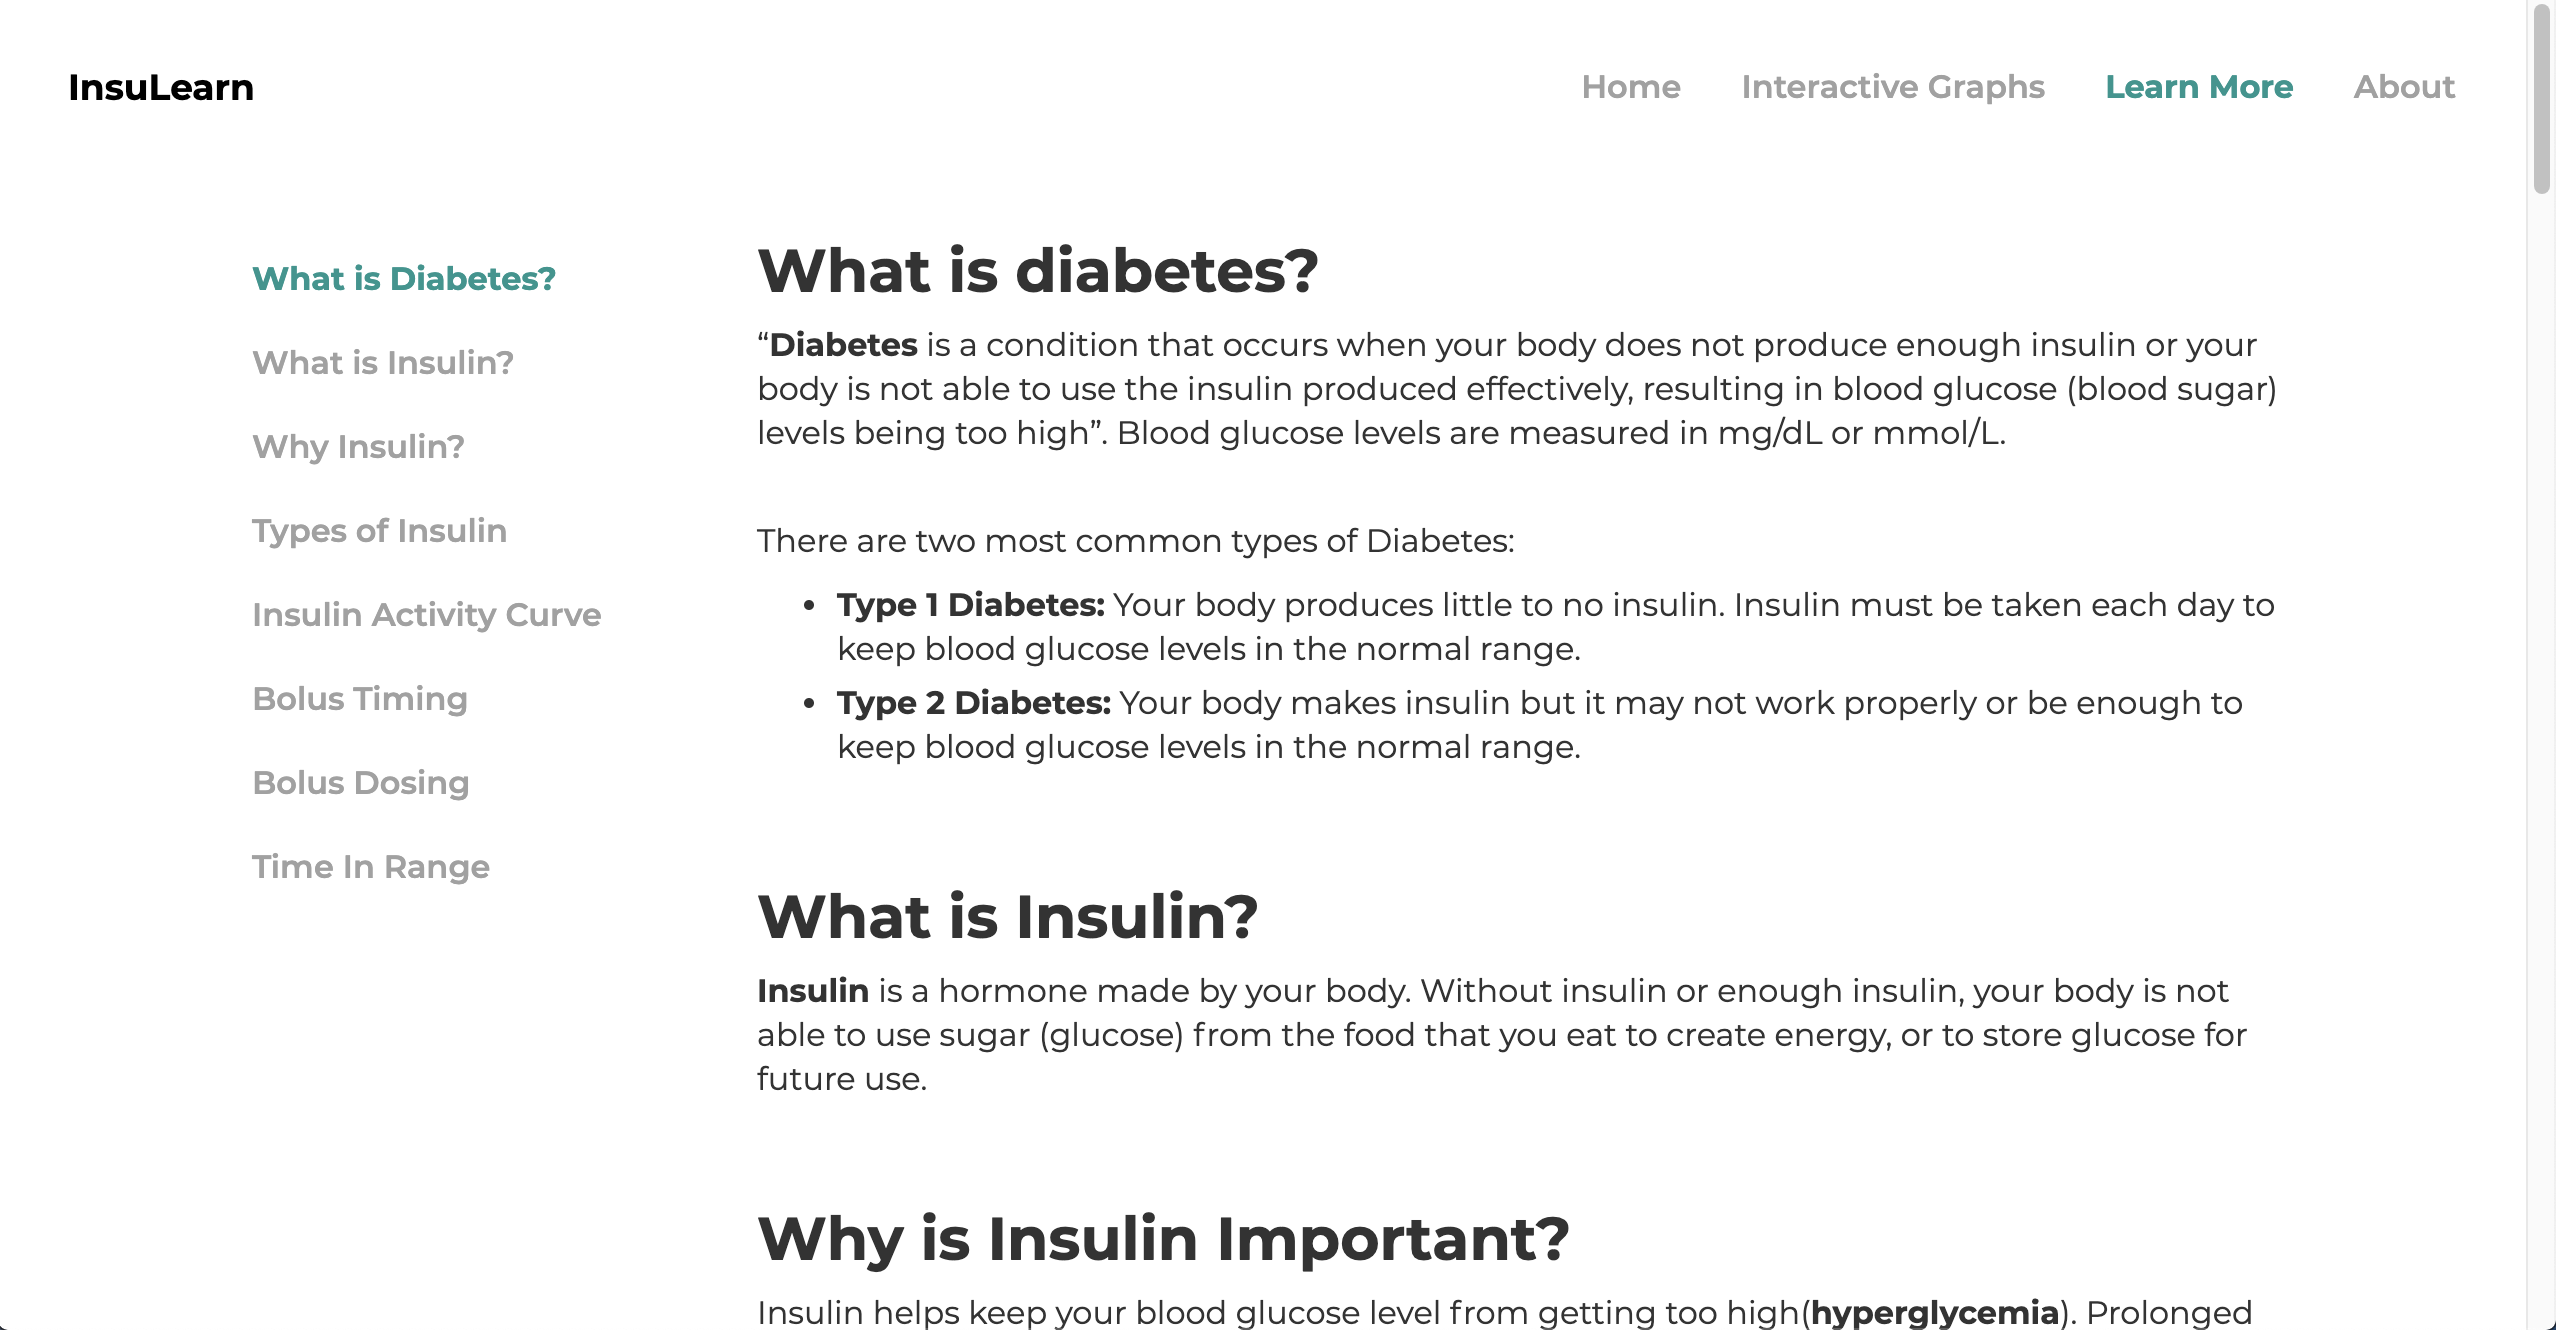 InsuLearn
Home Interactive Graphs Learn More About
What is Diabetes?
What is Insulin?
Why Insulin?
Types of Insulin
Insulin Activity Curve
Bolus Timing
Bolus Dosing
Time In Range
What is diabetes?
“Diabetes is a condition that occurs when your body does not produce enough insulin or your
body is not able to use the insulin produced effectively, resulting in blood glucose (blood sugar)
levels being too high”. Blood glucose levels are measured in mg/dL or mmol/L.
There are two most common types of Diabetes:
• Type 1 Diabetes: Your body produces little to no insulin. Insulin must be taken each day to
keep blood glucose levels in the normal range.
• Type 2 Diabetes: Your body makes insulin but it may not work properly or be enough to
keep blood glucose levels in the normal range.
What is Insulin?
Insulin is a hormone made by your body. Without insulin or enough insulin, your body is not
able to use sugar (glucose) from the food that you eat to create energy, or to store glucose for
future use.
Why is Insulin Important?
Insulin helps keep your blood glucose level from getting too high(hyperglycemia). Prolonged